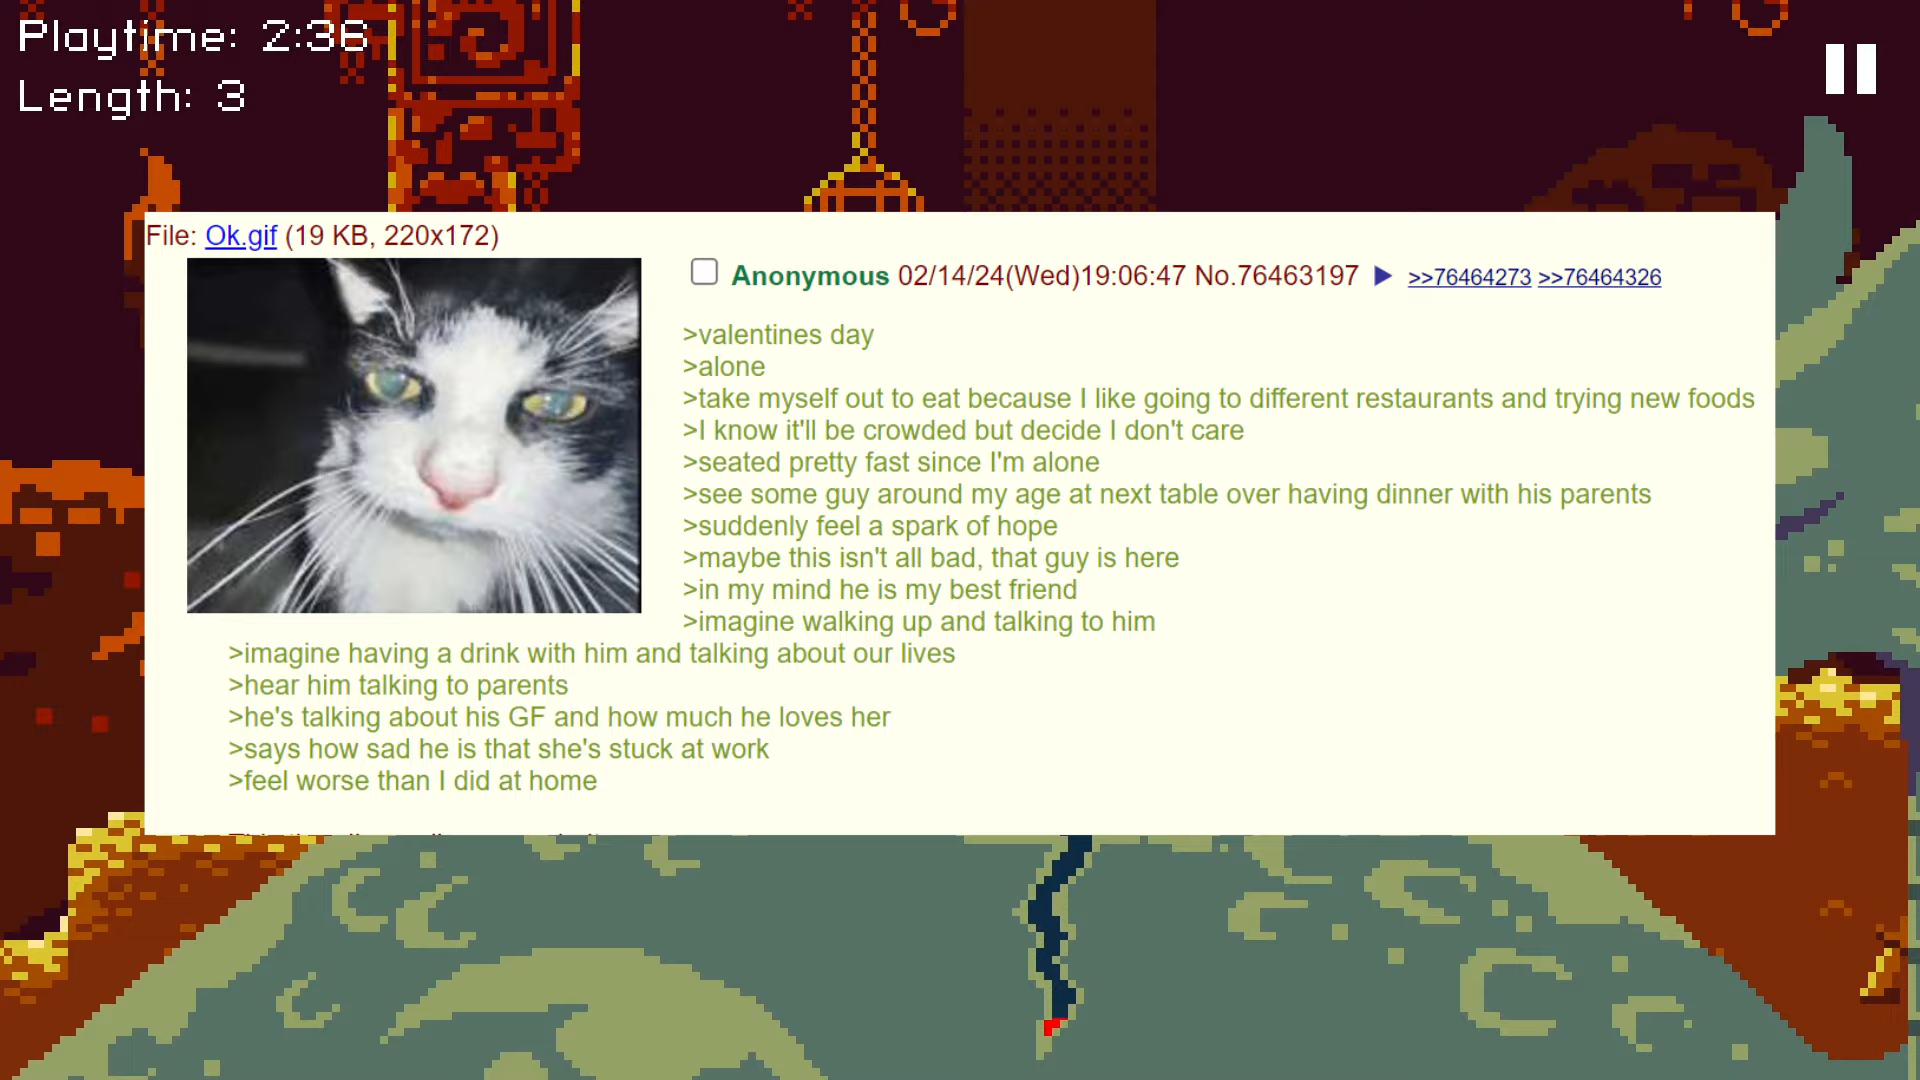 Playtime: 2:36
Length: 3
File: Ok.gif (19 KB, 220x172)
Anonymous 02/14/24(Wed)19:06:47 No.76463197 ▶ >>76464273 >>76464326
>valentines day
>alone
>take myself out to eat because I like going to different restaurants and trying new foods
>I know it'll be crowded but decide I don't care
>seated pretty fast since I'm alone
>see some guy around my age at next table over having dinner with his parents
>suddenly feel a spark of hope
>maybe this isn't all bad, that guy is here
>in my mind he is my best friend
>imagine walking up and talking to him
>imagine having a drink with him and talking about our lives
>hear him talking to parents
>he's talking about his GF and how much he loves her
>says how sad he is that she's stuck at work
>feel worse than I did at home